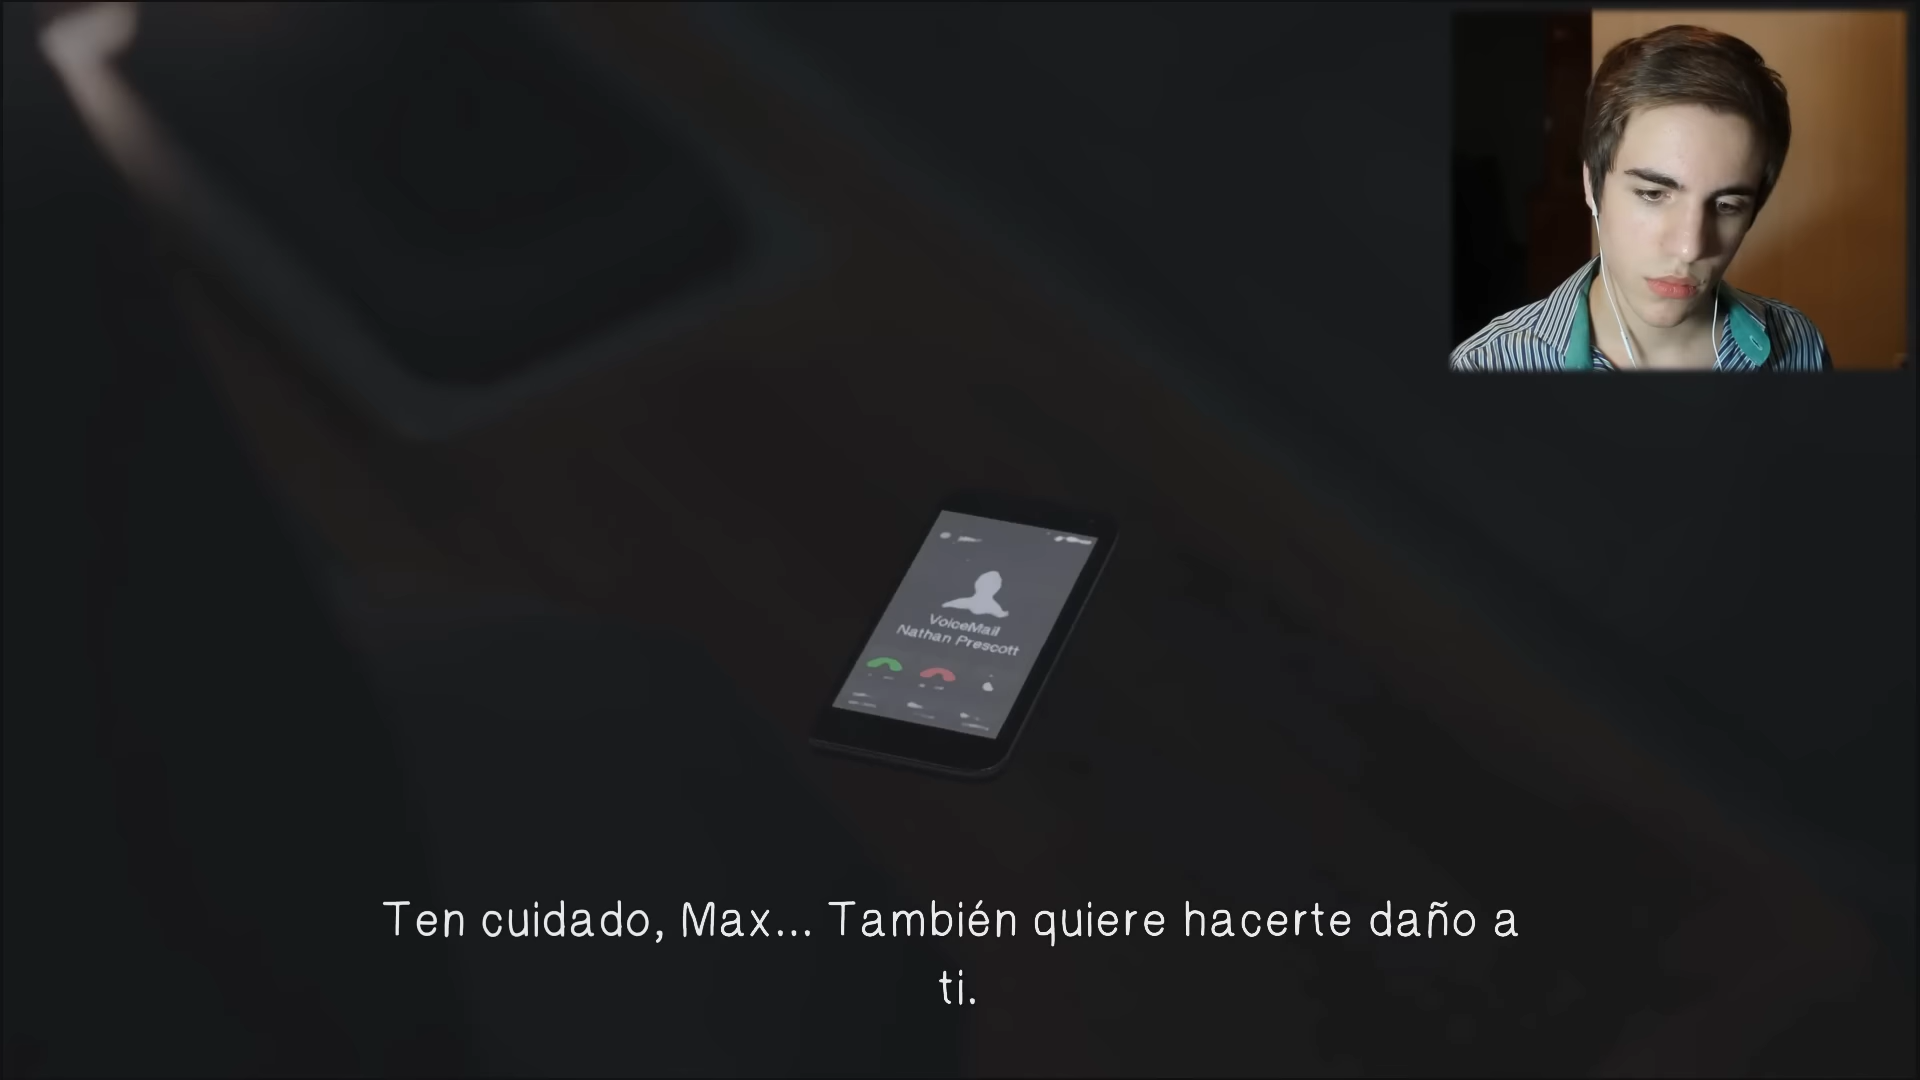 VoiceMail
Nathan Prescott
Ten cuidado, Max... También quiere hacerte daño a
ti.